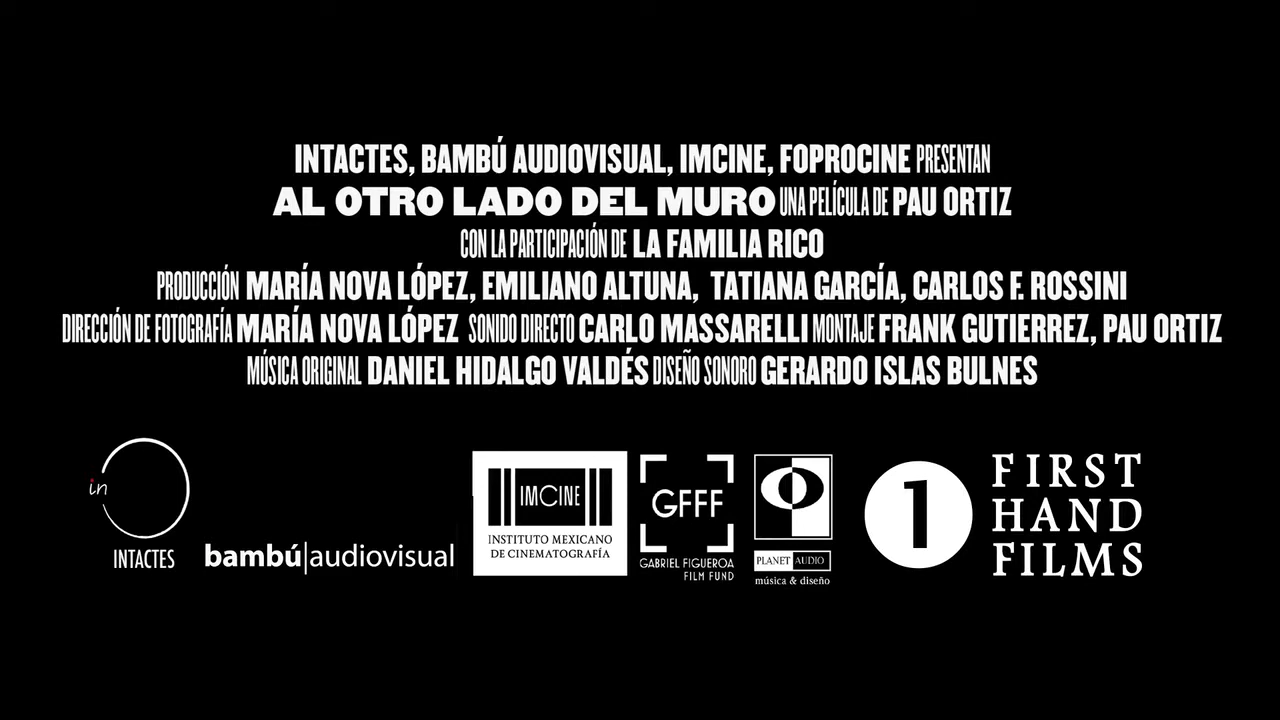 INTACTES, BAMBÚ AUDIOVISUAL, IMCINE, FOPROCINE PRESENTAN
AL OTRO LADO DEL MURO UNA PELÍCULA DE PAU ORTIZ
CON LA PARTICIPACIÓN DE LA FAMILIA RICO
PRODUCCIÓN MARÍA NOVA LÓPEZ, EMILIANO ALTUNA, TATIANA GARCÍA, CARLOS F. ROSSINI
DIRECCIÓN DE FOTOGRAFÍA MARÍA NOVA LÓPEZ SONIDO DIRECTO CARLO MASSARELLI MONTAJE FRANK GUTIERREZ, PAU ORTIZ
MÚSICA ORIGINAL DANIEL HIDALGO VALDÉS DISEÑO SONORO GERARDO ISLAS BULNES
in
INTACTES
bambú|audiovisual
IMCINE
INSTITUTO MEXICANO
DE CINEMATOGRAFÍA
GFFF
GABRIEL FIGUEROA
FILM FUND
PLANET AUDIO
música & diseño
1
FIRST
HAND
FILMS